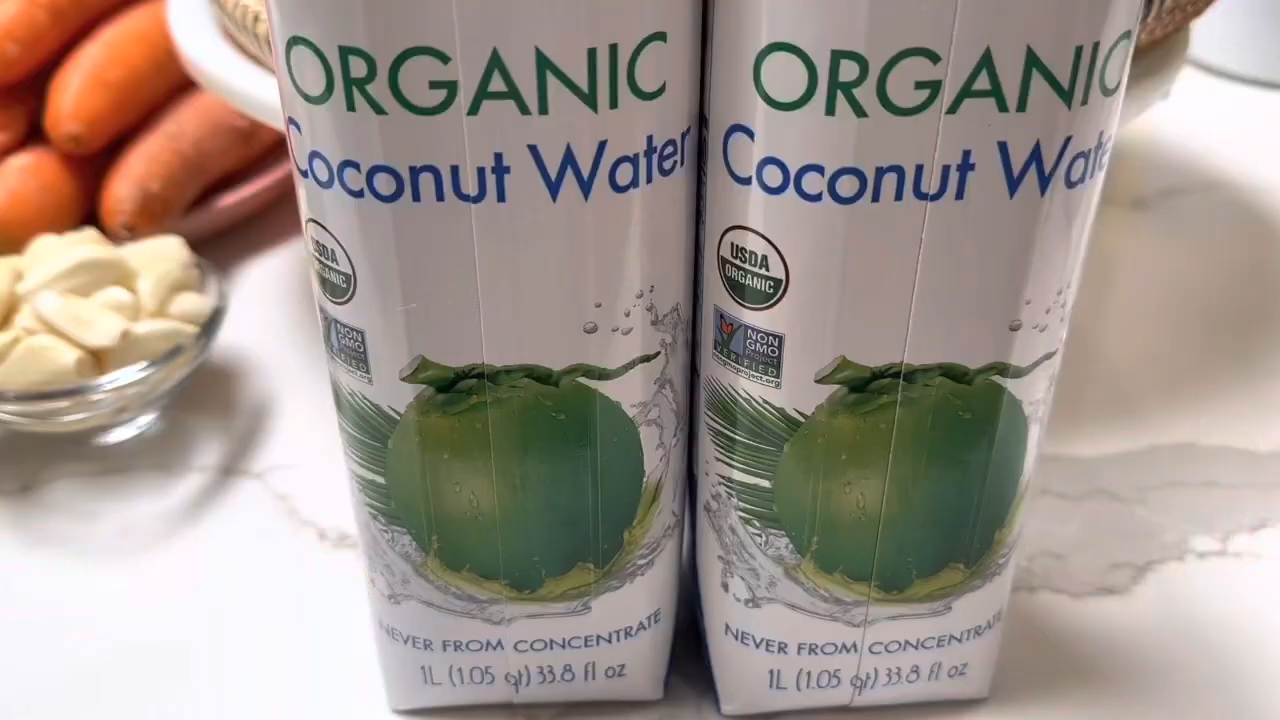 ORGANIC
Coconut Water
USDA
ORGANIC
NON
GMO
Project
VERIFIED
NEVER FROM CONCENTRATE
1L (1.05 qt) 33.8 fl oz
ORGANIC
Coconut Water
USDA
ORGANIC
NON
GMO
Project
VERIFIED
nongmoproject.org
NEVER FROM CONCENTRATE
1L (1.05 qt) 33.8 fl oz